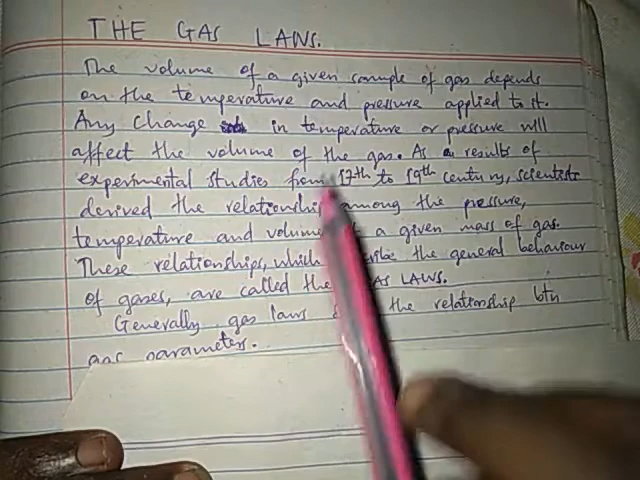 THE GAS LAWS.
The volume of a given sample of gas depends
on the temperature and pressure applied to it.
Any change in temperature or pressure will
affect the volume of the gas. As a results of
experimental studies from 17th to 19th century, scientists
derived the relationship among the pressure,
temperature and volume a given mass of gas.
These relationships, which the general behaviour
of gases, are called the GAS LAWS.
Generally gas laws the relationship btn
gas parameters.